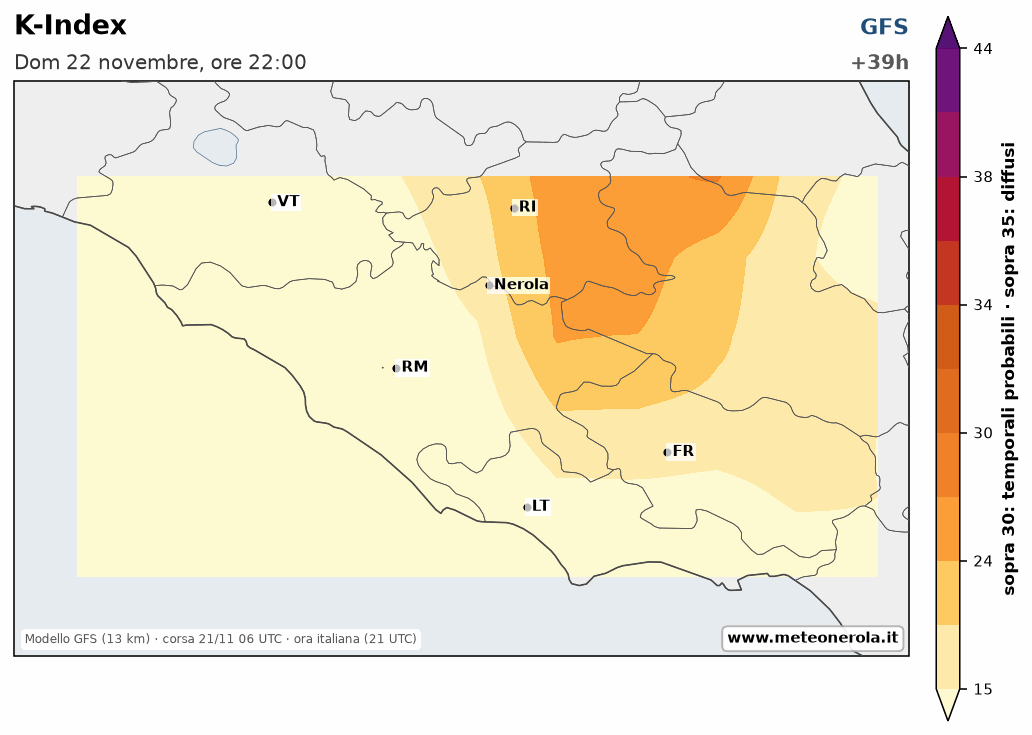 K-Index
GFS
Dom 22 novembre, ore 22:00
+39h
VT
RI
Nerola
RM
FR
LT
Modello GFS (13 km) · corsa 21/11 06 UTC · ora italiana (21 UTC)
www.meteonerola.it
44
38
34
30
24
15
sopra 30: temporali probabili · sopra 35: diffusi